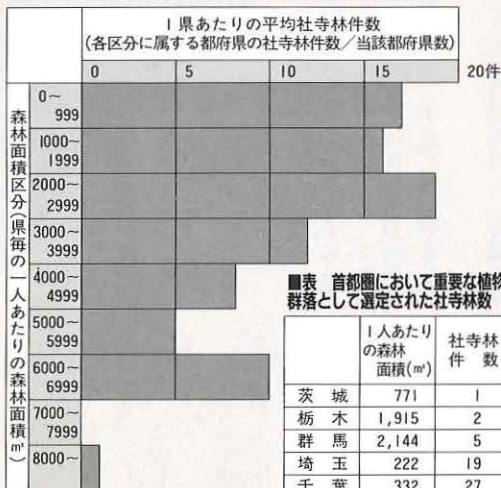 1県あたりの平均社寺林件数
(各区分に属する都府県の社寺林件数／当該都府県数)
0 5 10 15 20件
森林面積区分(県毎の一人あたりの森林面積㎡)
0～
999
1000～
1999
2000～
2999
3000～
3999
4000～
4999
5000～
5999
6000～
6999
7000～
7999
8000～
■表 首都圏において重要な植物
群落として選定された社寺林数
1人あたりの森林面積(㎡) 社寺林件数
茨城 771 1
栃木 1,915 2
群馬 2,144 5
埼玉 222 19
千葉 332 27